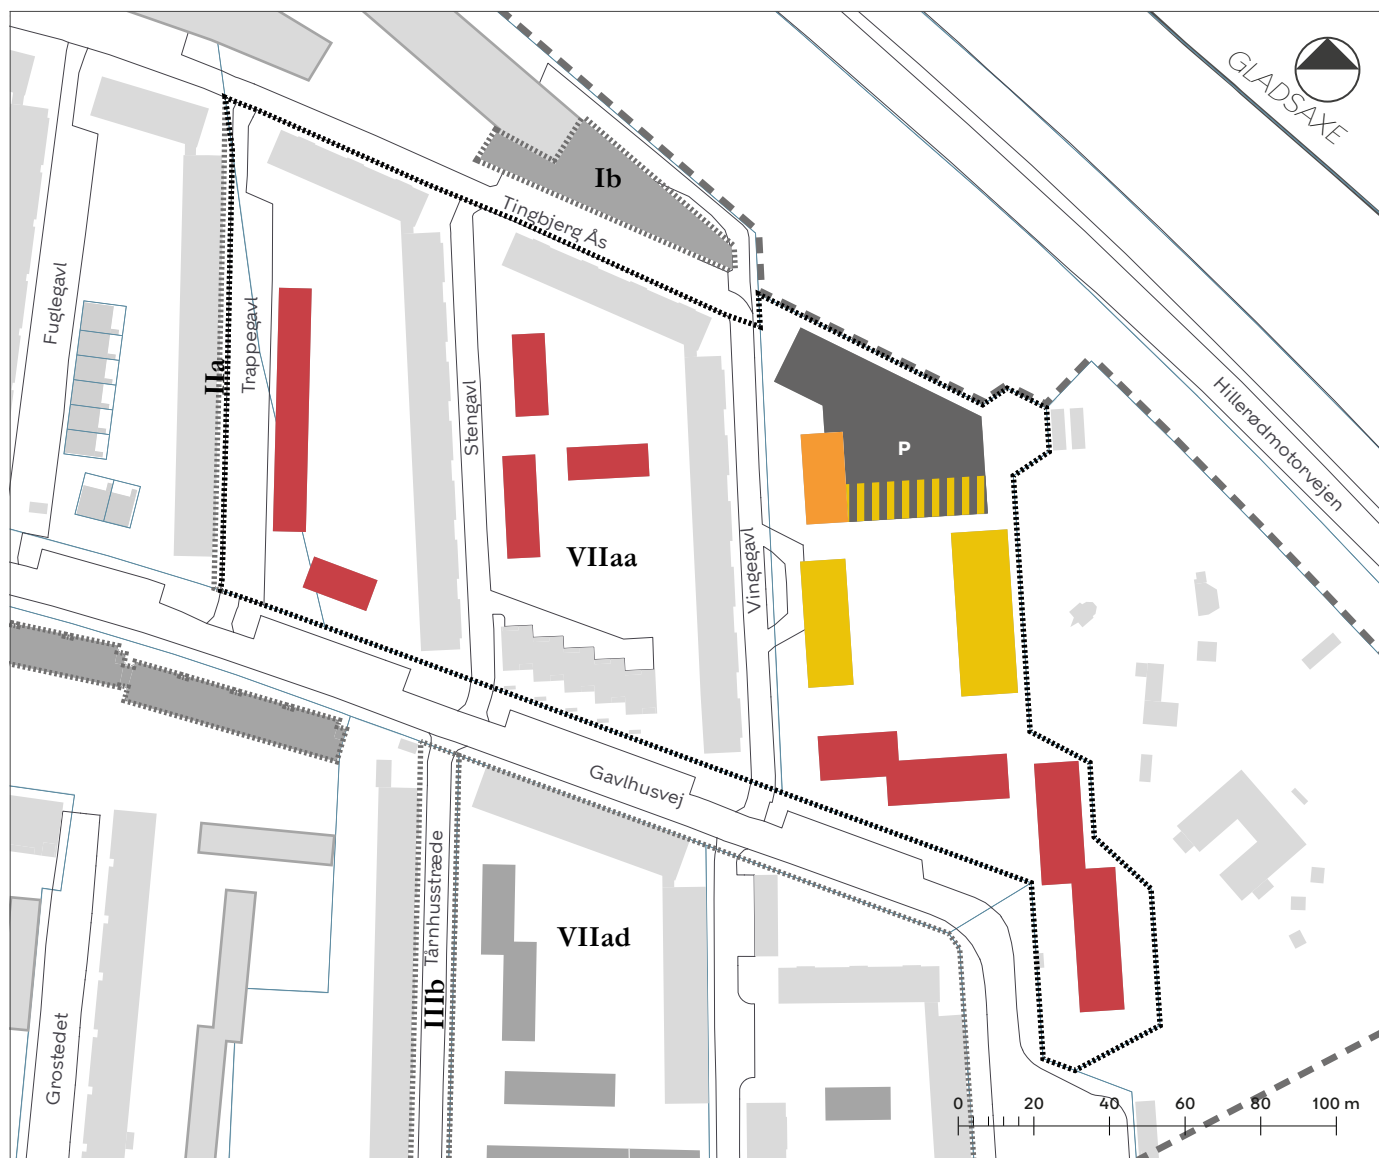 GLADSAXE
Ib
Tingbjerg Ås
Fuglegavl
IIa
Trappegavl
Stengavl
Hillerødmotorvejen
P
VIIaa
Vingegavl
Gavlhusvej
Tårnhusstræde
IIIb
VIIad
Grostedet
0 20 40 60 80 100 m